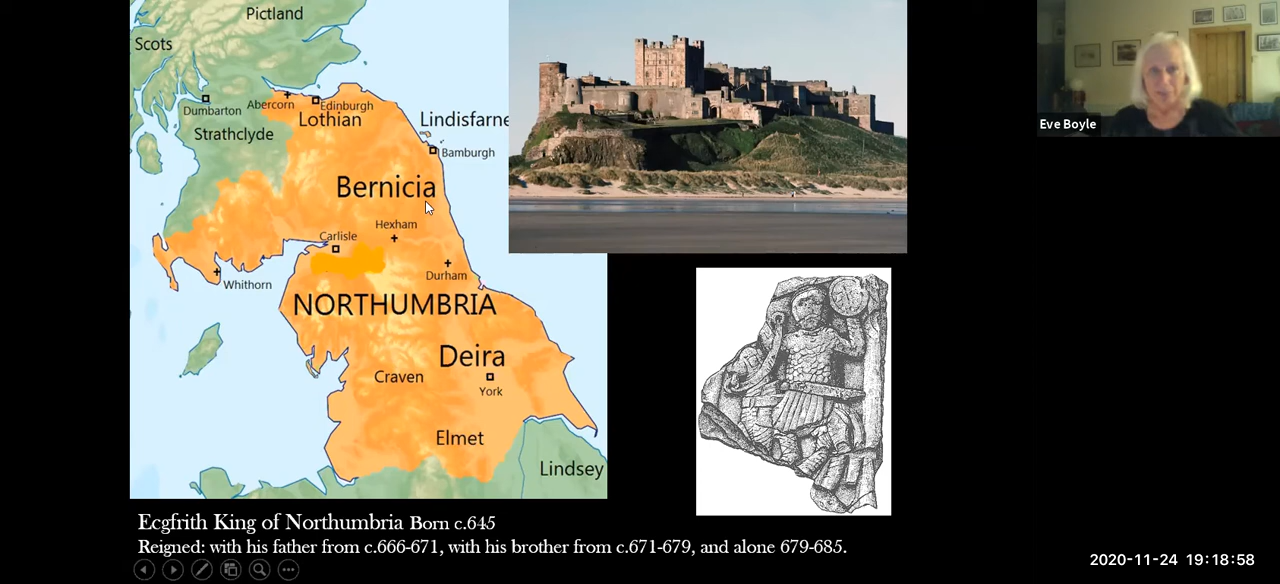 Pictland
Scots
Dumbarton
Abercorn
Edinburgh
Lothian
Lindisfarne
Strathclyde
Bamburgh
Bernicia
Hexham
Carlisle
Durham
Whithorn
NORTHUMBRIA
Deira
Craven
York
Elmet
Lindsey
Eve Boyle
Ecgfrith King of Northumbria Born c.645
Reigned: with his father from c.666-671, with his brother from c.671-679, and alone 679-685.
2020-11-24 19:18:58